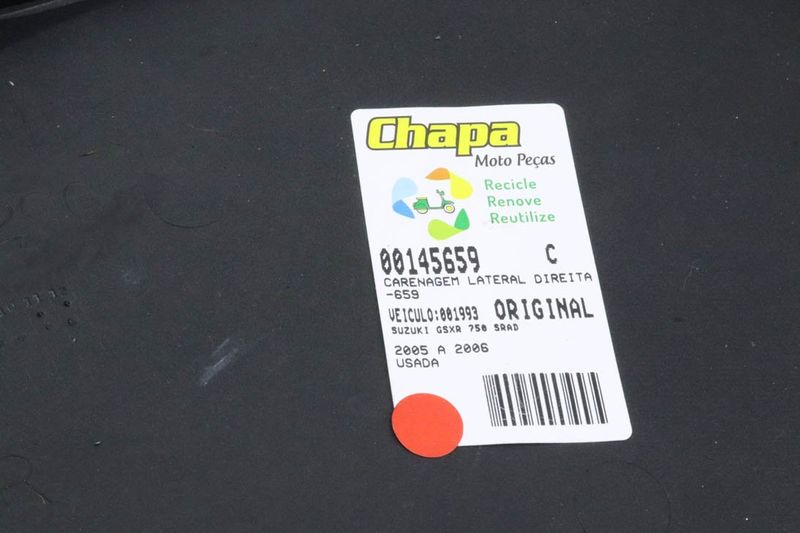 Chapa
Moto Peças
Recicle
Renove
Reutilize
00145659 C
CARENAGEM LATERAL DIREITA
-659
VEICULO:001993 ORIGINAL
SUZUKI GSXR 750 SRAD
2005 A 2006
USADA